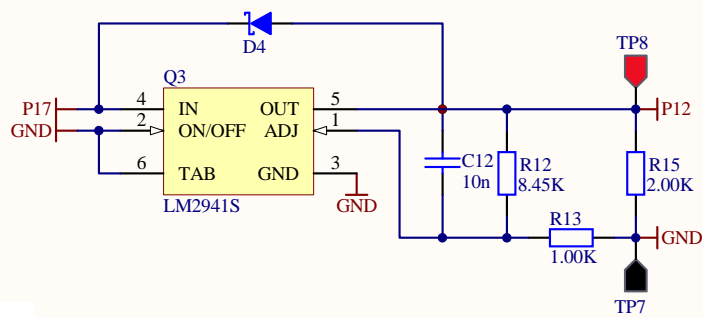 TP8
D4
Q3
P17
4
IN
OUT
5
P12
GND
2
ON/OFF
ADJ
1
C12
10n
R12
8.45K
R15
2.00K
6
TAB
GND
3
LM2941S
GND
R13
1.00K
GND
TP7